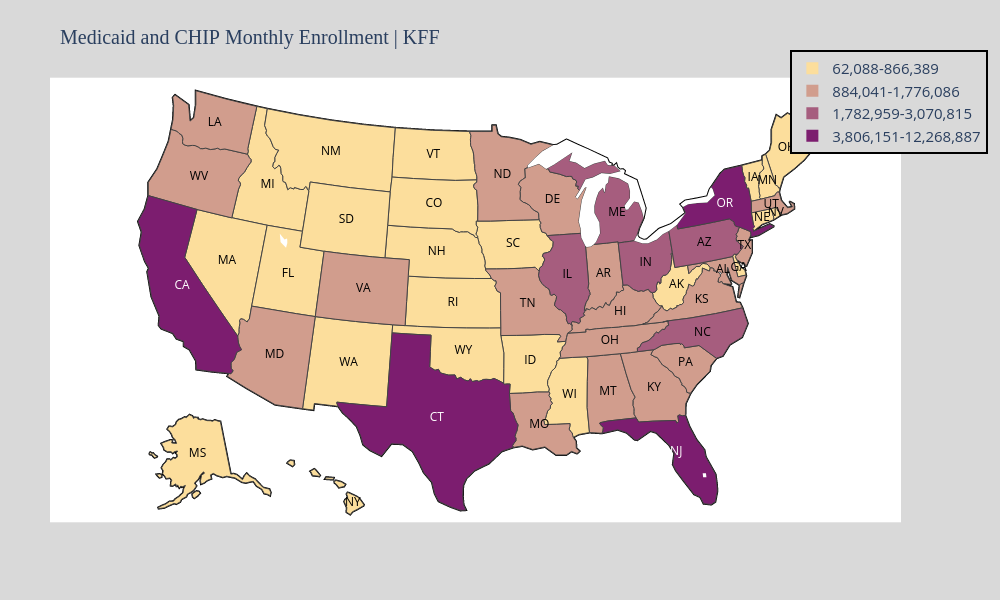 Medicaid and CHIP Monthly Enrollment | KFF
62,088-866,389
884,041-1,776,086
1,782,959-3,070,815
3,806,151-12,268,887
LA
WV
MI
NM
VT
ND
DE
ME
OR
IA
MN
UT
NV
NE
SD
CO
SC
AZ
TX
CA
MA
FL
NH
IL
AR
IN
AK
AL
GA
VA
RI
TN
HI
KS
MD
WA
WY
ID
OH
NC
WI
MT
KY
PA
CT
MO
NJ
MS
NY